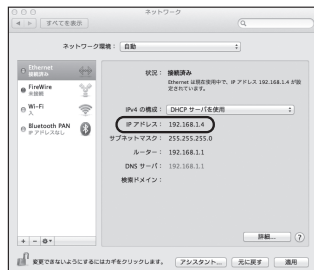 ネットワーク
すべてを表示
ネットワーク環境： 自動
Ethernet
接続済み
FireWire
未接続
Wi-Fi
入
Bluetooth PAN
IP アドレスなし
状況： 接続済み
Ethernet は現在使用中で、IP アドレス 192.168.1.4 が設
定されています。
IPv4 の構成： DHCP サーバを使用
IP アドレス： 192.168.1.4
サブネットマスク： 255.255.255.0
ルーター： 192.168.1.1
DNS サーバ： 192.168.1.1
検索ドメイン：
詳細... ?
変更できないようにするにはカギをクリックします。
アシスタント... 元に戻す 適用